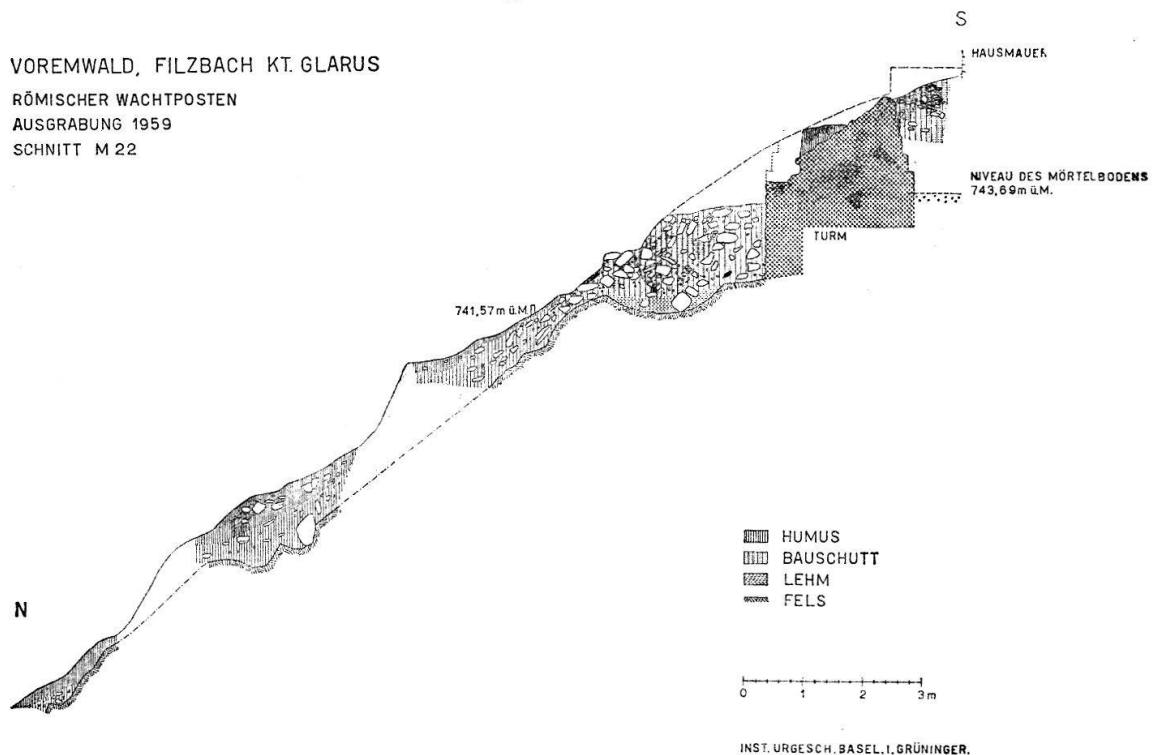 VOREMWALD, FILZBACH KT. GLARUS
RÖMISCHER WACHTPOSTEN
AUSGRABUNG 1959
SCHNITT M 22
S
HAUSMAUER
NIVEAU DES MÖRTELBODENS
743,69 m ü.M.
TURM
741,57 m ü.M.
N
HUMUS
BAUSCHUTT
LEHM
FELS
0 1 2 3 m
INST. URGESCH. BASEL, I. GRÜNINGER.